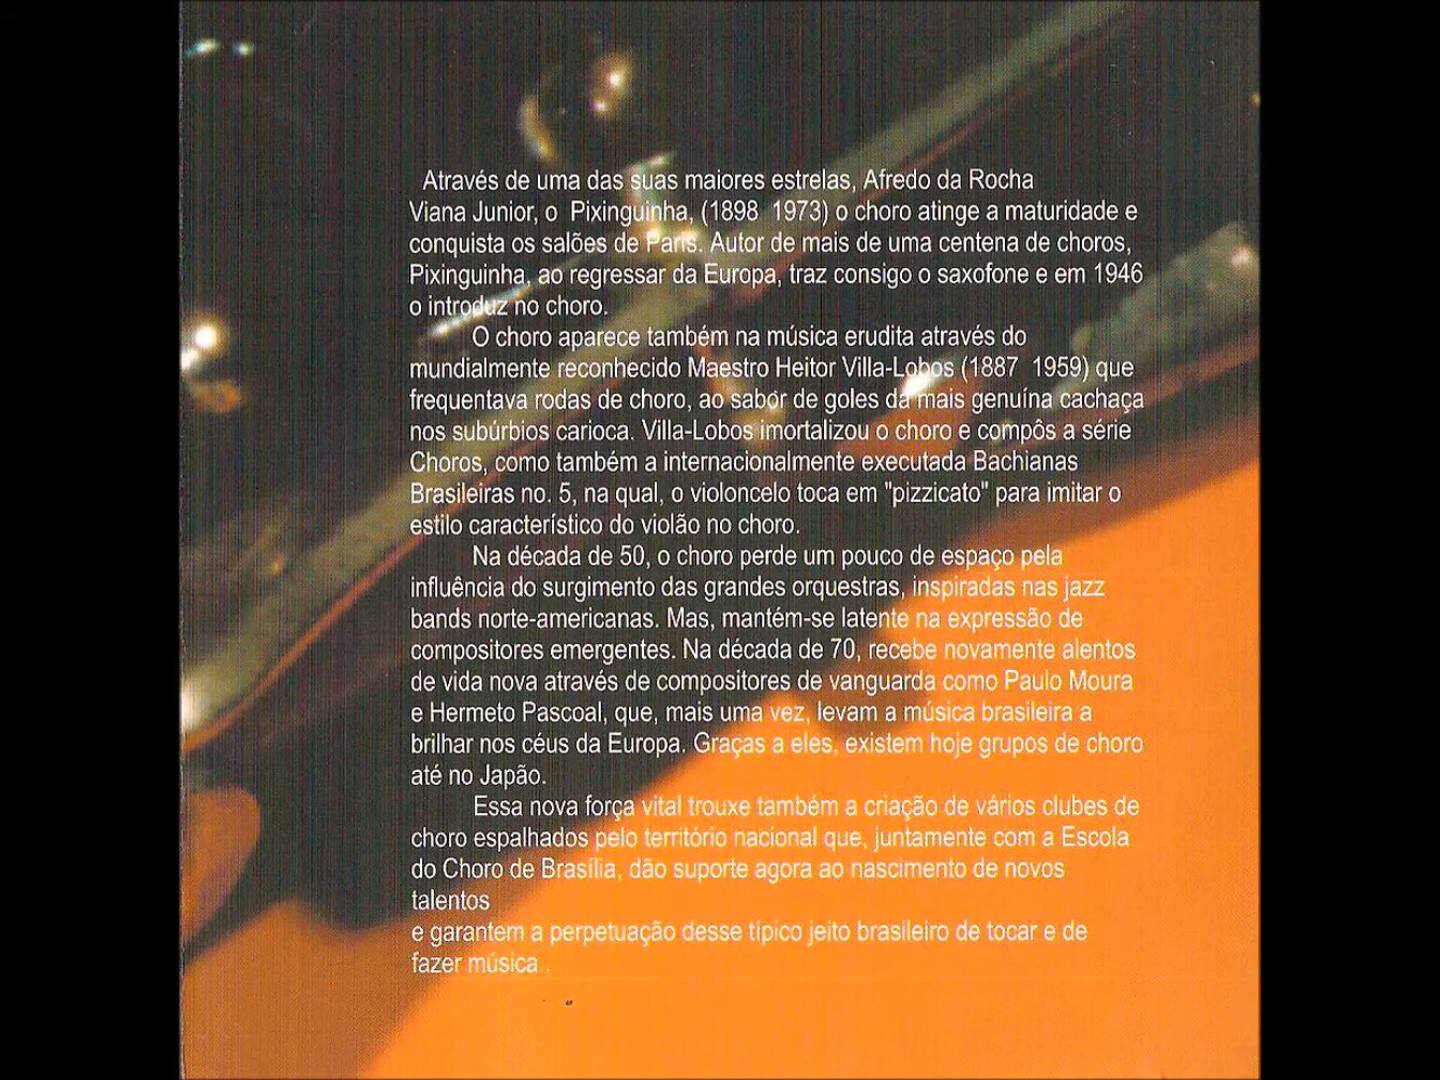 Através de uma das suas maiores estrelas, Afredo da Rocha
Viana Junior, o Pixinguinha, (1898 1973) o choro atinge a maturidade e
conquista os salões de Paris. Autor de mais de uma centena de choros,
Pixinguinha, ao regressar da Europa, traz consigo o saxofone e em 1946
o introduz no choro.
O choro aparece também na música erudita através do
mundialmente reconhecido Maestro Heitor Villa-Lobos (1887 1959) que
frequentava rodas de choro, ao sabor de goles da mais genuína cachaça
nos subúrbios carioca. Villa-Lobos imortalizou o choro e compôs a série
Choros, como também a internacionalmente executada Bachianas
Brasileiras no. 5, na qual, o violoncelo toca em "pizzicato" para imitar o
estilo característico do violão no choro.
Na década de 50, o choro perde um pouco de espaço pela
influência do surgimento das grandes orquestras, inspiradas nas jazz
bands norte-americanas. Mas, mantém-se latente na expressão de
compositores emergentes. Na década de 70, recebe novamente alentos
de vida nova através de compositores de vanguarda como Paulo Moura
e Hermeto Pascoal, que, mais uma vez, levam a música brasileira a
brilhar nos céus da Europa. Graças a eles, existem hoje grupos de choro
até no Japão.
Essa nova força vital trouxe também a criação de vários clubes de
choro espalhados pelo território nacional que, juntamente com a Escola
do Choro de Brasília, dão suporte agora ao nascimento de novos
talentos
e garantem a perpetuação desse típico jeito brasileiro de tocar e de
fazer música .